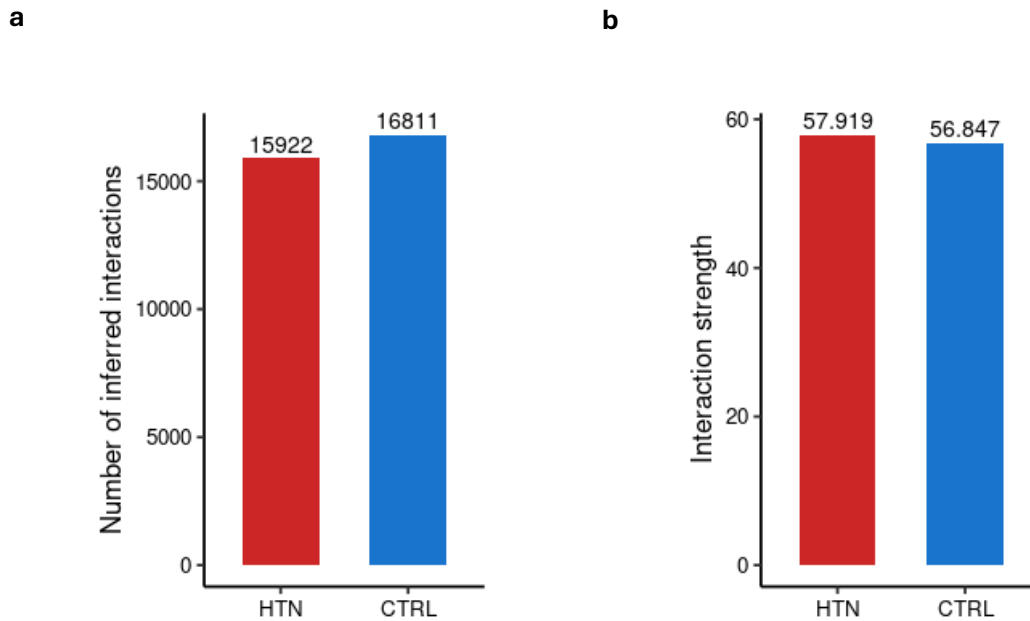 a
b
Number of inferred interactions
15000
10000
5000
0
15922
16811
HTN
CTRL
Interaction strength
60
40
20
0
57.919
56.847
HTN
CTRL